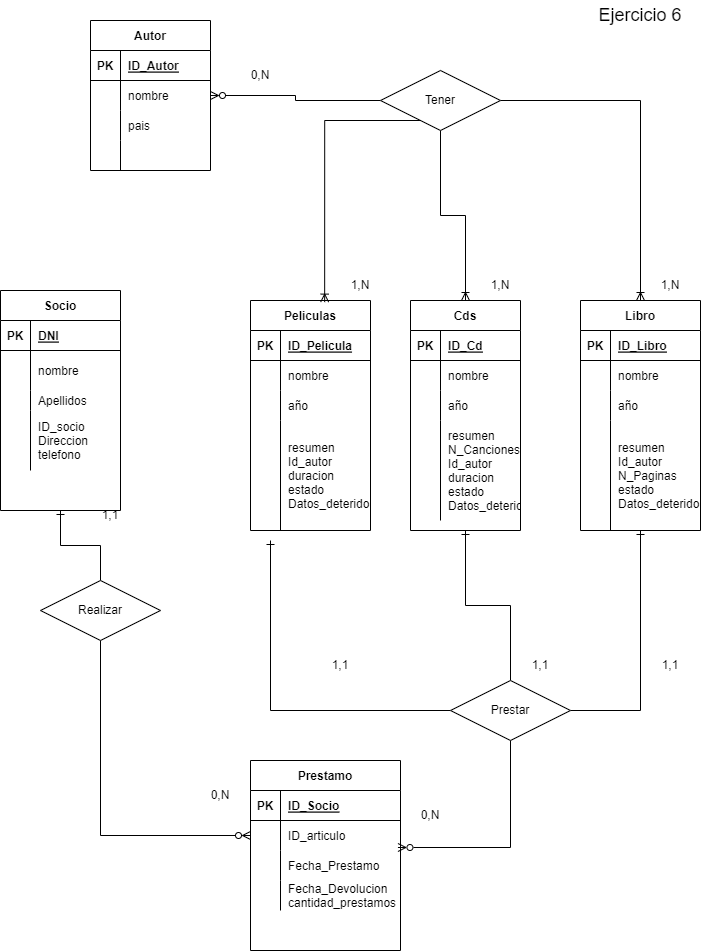 Ejercicio 6
Autor
PK ID_Autor
nombre
pais
0,N
Tener
1,N
1,N
1,N
Socio
PK DNI
nombre
Apellidos
ID_socio
Direccion
telefono
1,1
Peliculas
PK ID_Pelicula
nombre
año
resumen
Id_autor
duracion
estado
Datos_deterido
Cds
PK ID_Cd
nombre
año
resumen
N_Canciones
Id_autor
duracion
estado
Datos_deterid
Libro
PK ID_Libro
nombre
año
resumen
Id_autor
N_Paginas
estado
Datos_deterido
Realizar
1,1
1,1
1,1
Prestar
0,N
0,N
Prestamo
PK ID_Socio
ID_articulo
Fecha_Prestamo
Fecha_Devolucion
cantidad_prestamos